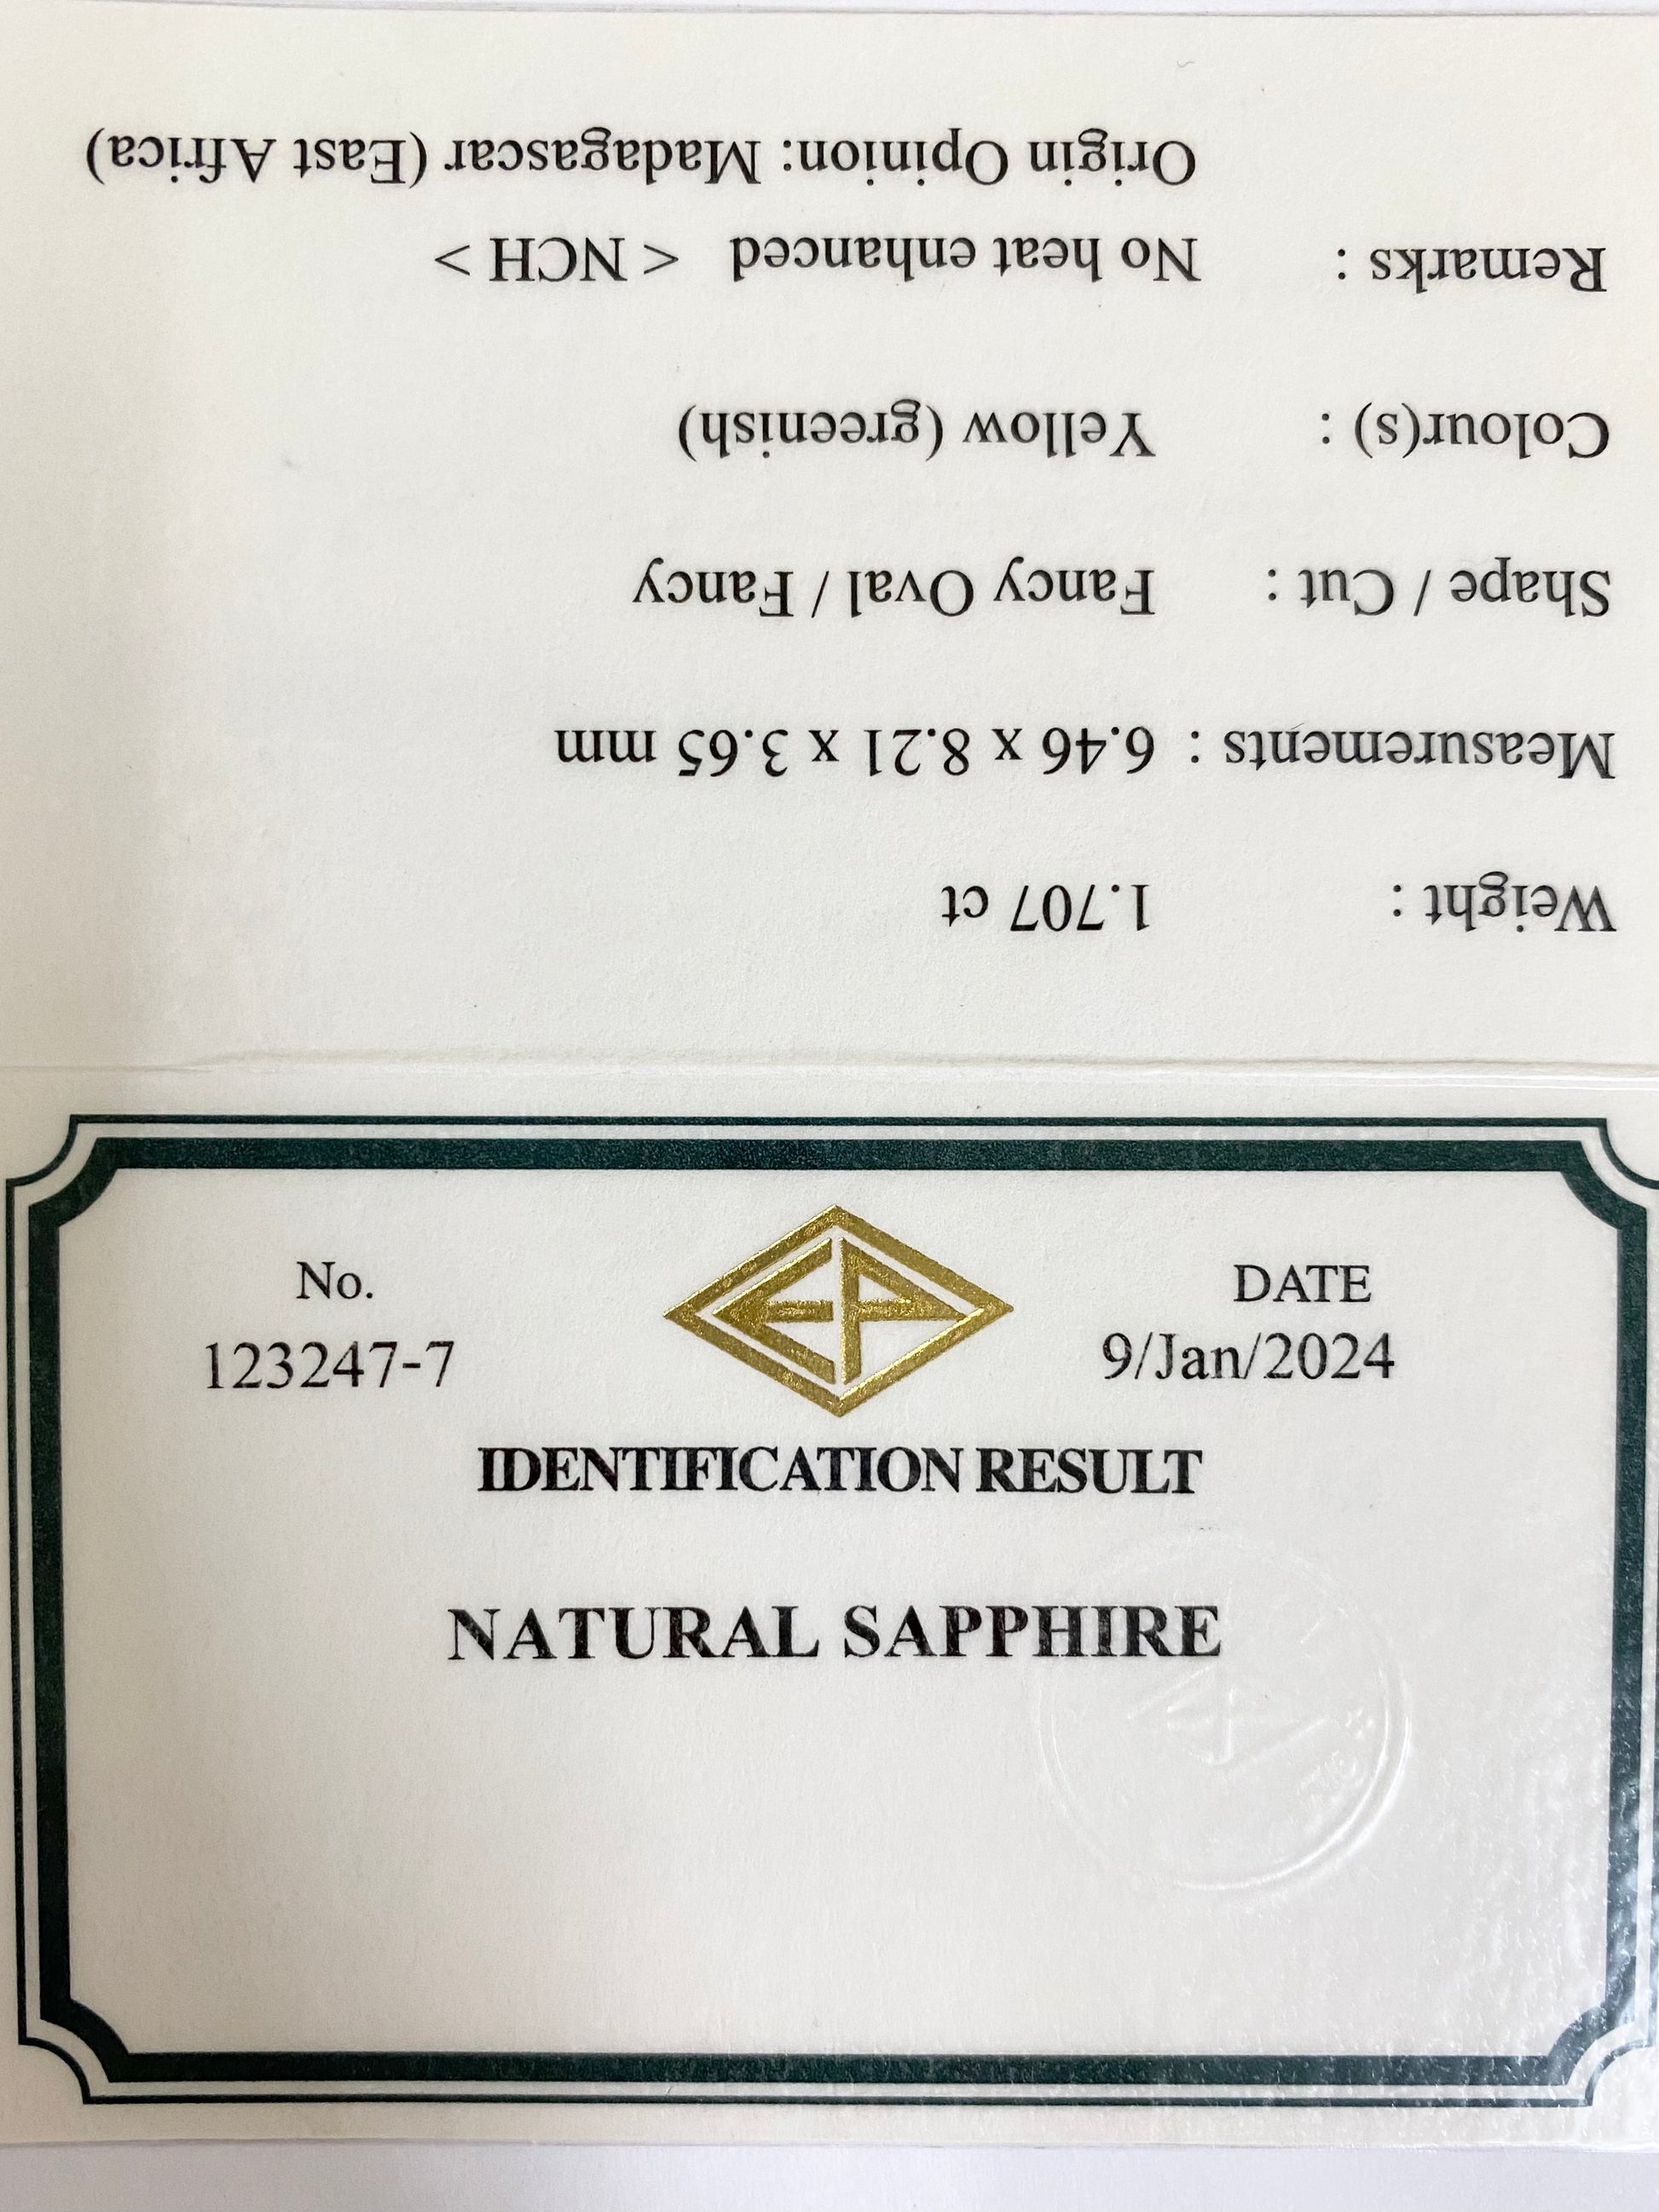 Weight : 1.707 ct
Measurements : 6.46 x 8.21 x 3.65 mm
Shape / Cut : Fancy Oval / Fancy
Colour(s) : Yellow (greenish)
Remarks : No heat enhanced < NCH >
Origin Opinion: Madagascar (East Africa)
No.
123247-7
EP
DATE
9/Jan/2024
IDENTIFICATION RESULT
NATURAL SAPPHIRE